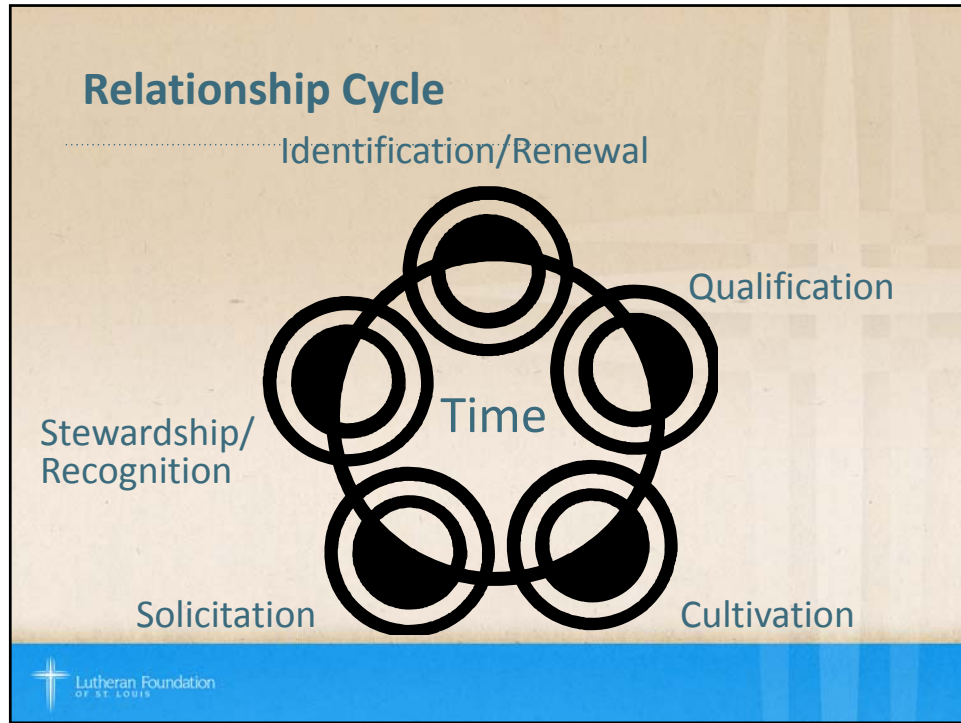 Relationship Cycle
Identification/Renewal
Qualification
Time
Stewardship/
Recognition
Solicitation
Cultivation
Lutheran Foundation
OF ST. LOUIS